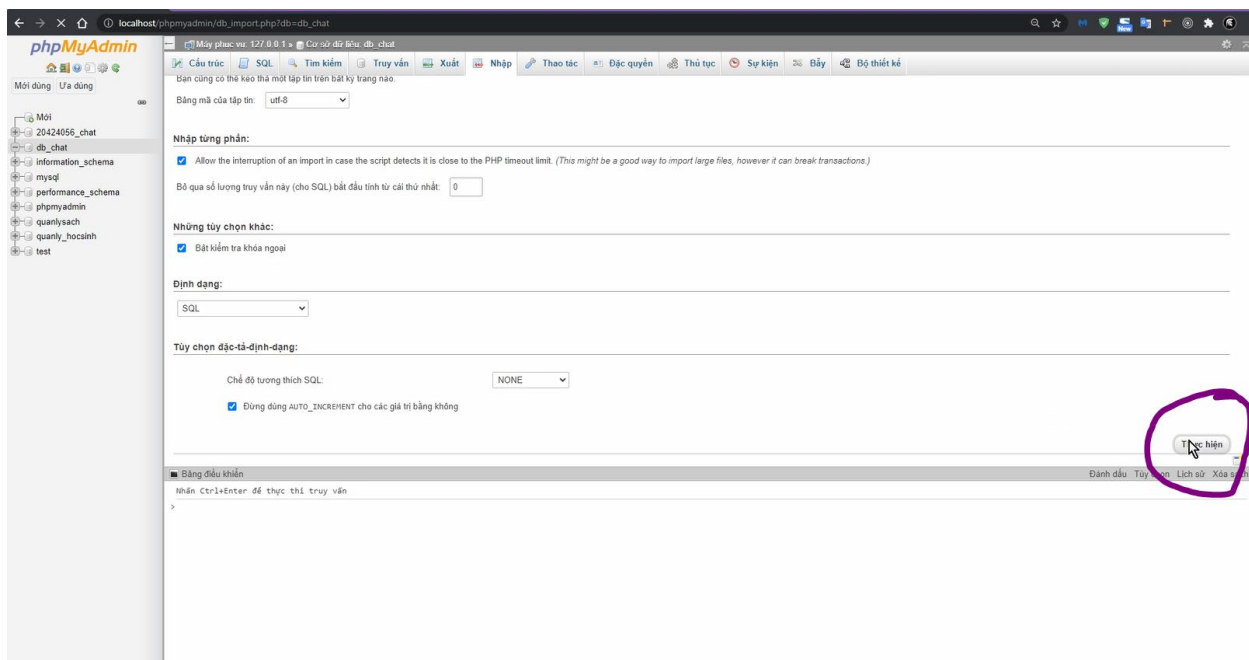 localhost/phpmyadmin/db_import.php?db=db_chat
New
phpMyAdmin
Mới dùng Ưa dùng
Mới
20424056_chat
db_chat
information_schema
mysql
performance_schema
phpmyadmin
quanlysach
quanly_hocsinh
test
Máy phục vụ: 127.0.0.1 » Cơ sở dữ liệu: db_chat
Cấu trúc SQL Tìm kiếm Truy vấn Xuất Nhập Thao tác Đặc quyền Thủ tục Sự kiện Bẫy Bộ thiết kế
Bạn cũng có thể kéo thả một tập tin trên bất kỳ trang nào.
Bảng mã của tập tin: utf-8
Nhập từng phần:
Allow the interruption of an import in case the script detects it is close to the PHP timeout limit. (This might be a good way to import large files, however it can break transactions.)
Bỏ qua số lượng truy vấn này (cho SQL) bắt đầu tính từ cái thứ nhất: 0
Những tùy chọn khác:
Bật kiểm tra khóa ngoại
Định dạng:
SQL
Tùy chọn đặc-tả-định-dạng:
Chế độ tương thích SQL: NONE
Đừng dùng AUTO_INCREMENT cho các giá trị bằng không
Thực hiện
Bảng điều khiển Đánh dấu Tùy chọn Lịch sử Xóa sạch
Nhấn Ctrl+Enter để thực thi truy vấn
>